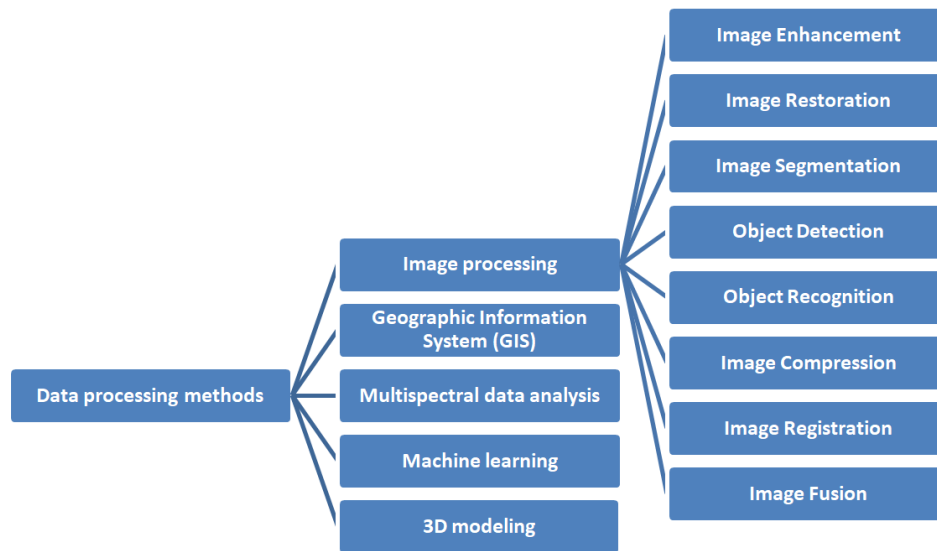 Data processing methods
Image processing
Geographic Information
System (GIS)
Multispectral data analysis
Machine learning
3D modeling
Image Enhancement
Image Restoration
Image Segmentation
Object Detection
Object Recognition
Image Compression
Image Registration
Image Fusion